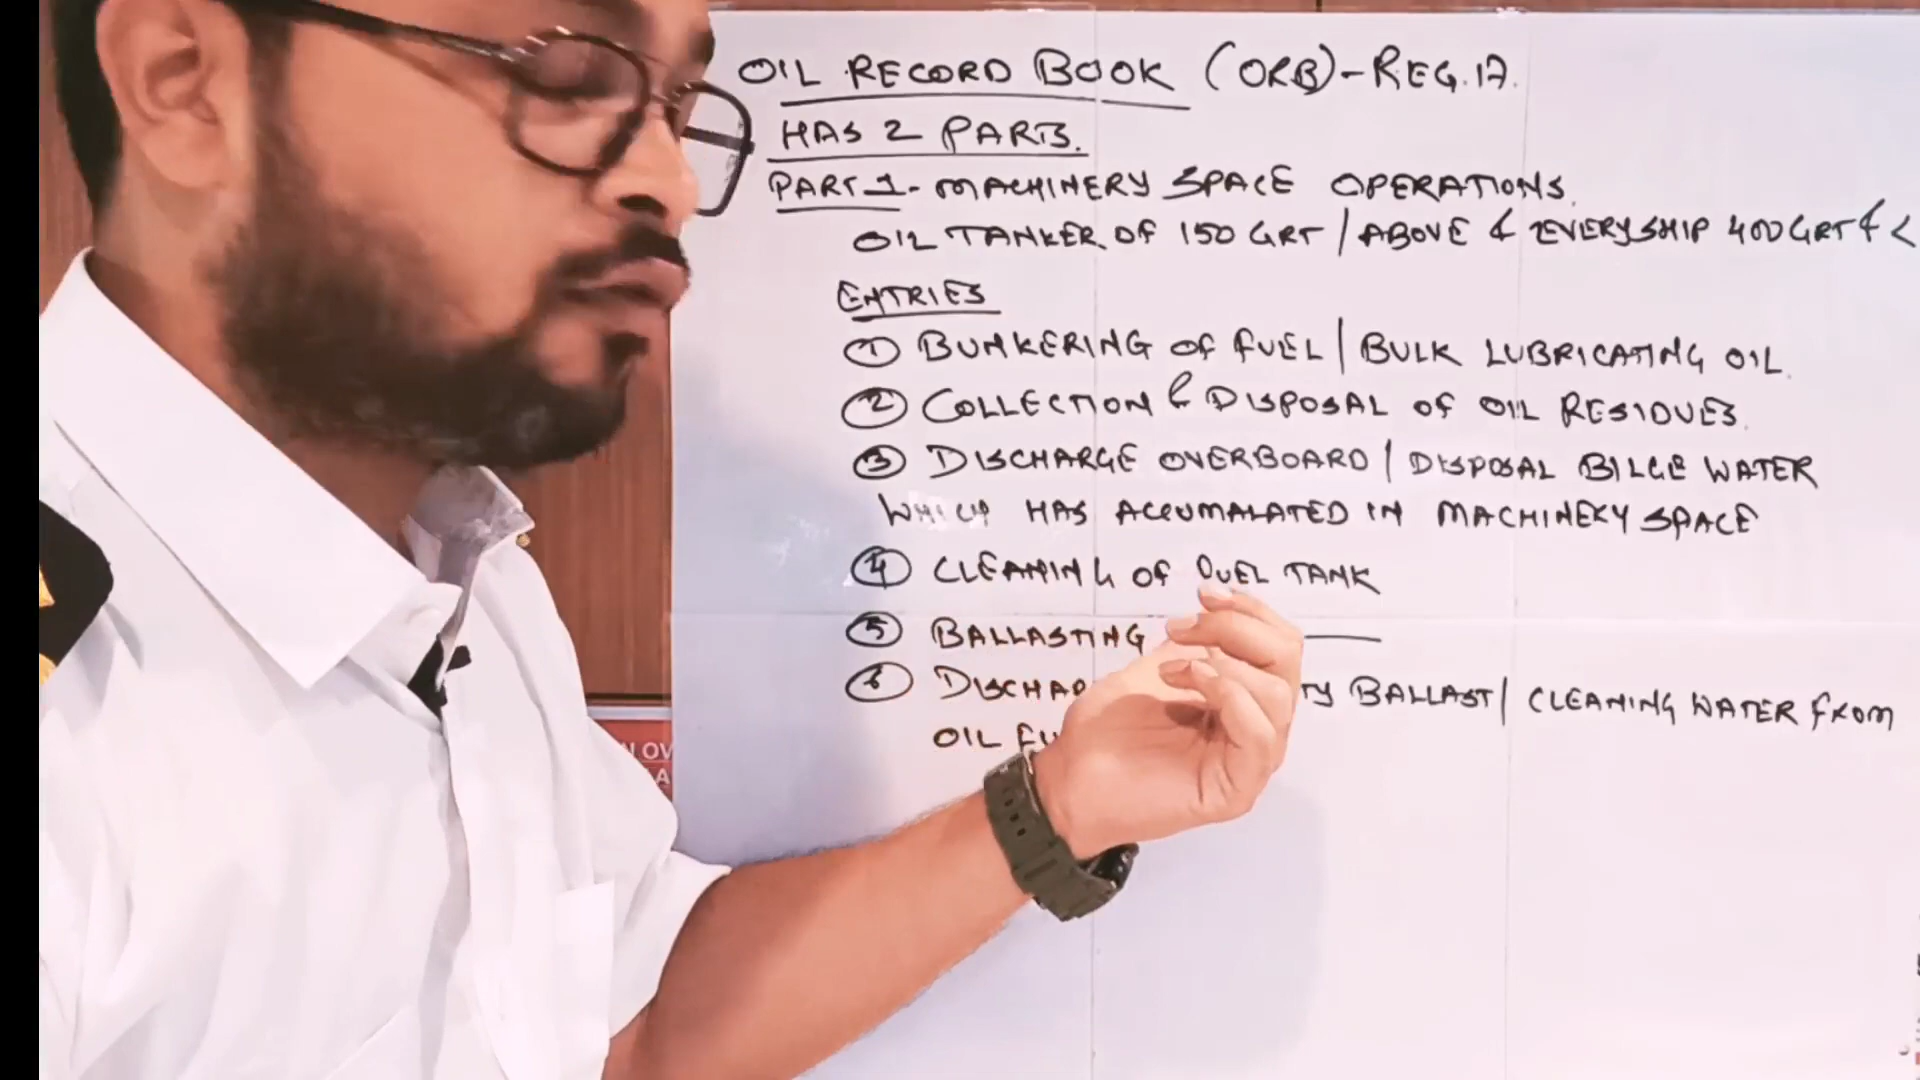 OIL RECORD BOOK (ORB)-REG.17.
HAS 2 PARTS.
PART 1- MACHINERY SPACE OPERATIONS.
OIL TANKER OF 150 GRT / ABOVE & EVERY SHIP 400 GRT & <
ENTRIES
① BUNKERING OF FUEL / BULK LUBRICATING OIL.
② COLLECTION & DISPOSAL OF OIL RESIDUES.
③ DISCHARGE OVERBOARD / DISPOSAL BILGE WATER
WHICH HAS ACCUMALATED IN MACHINERY SPACE
④ CLEANING OF FUEL TANK
⑤ BALLASTING
⑥ BALLAST / CLEANING WATER FROM
OIL